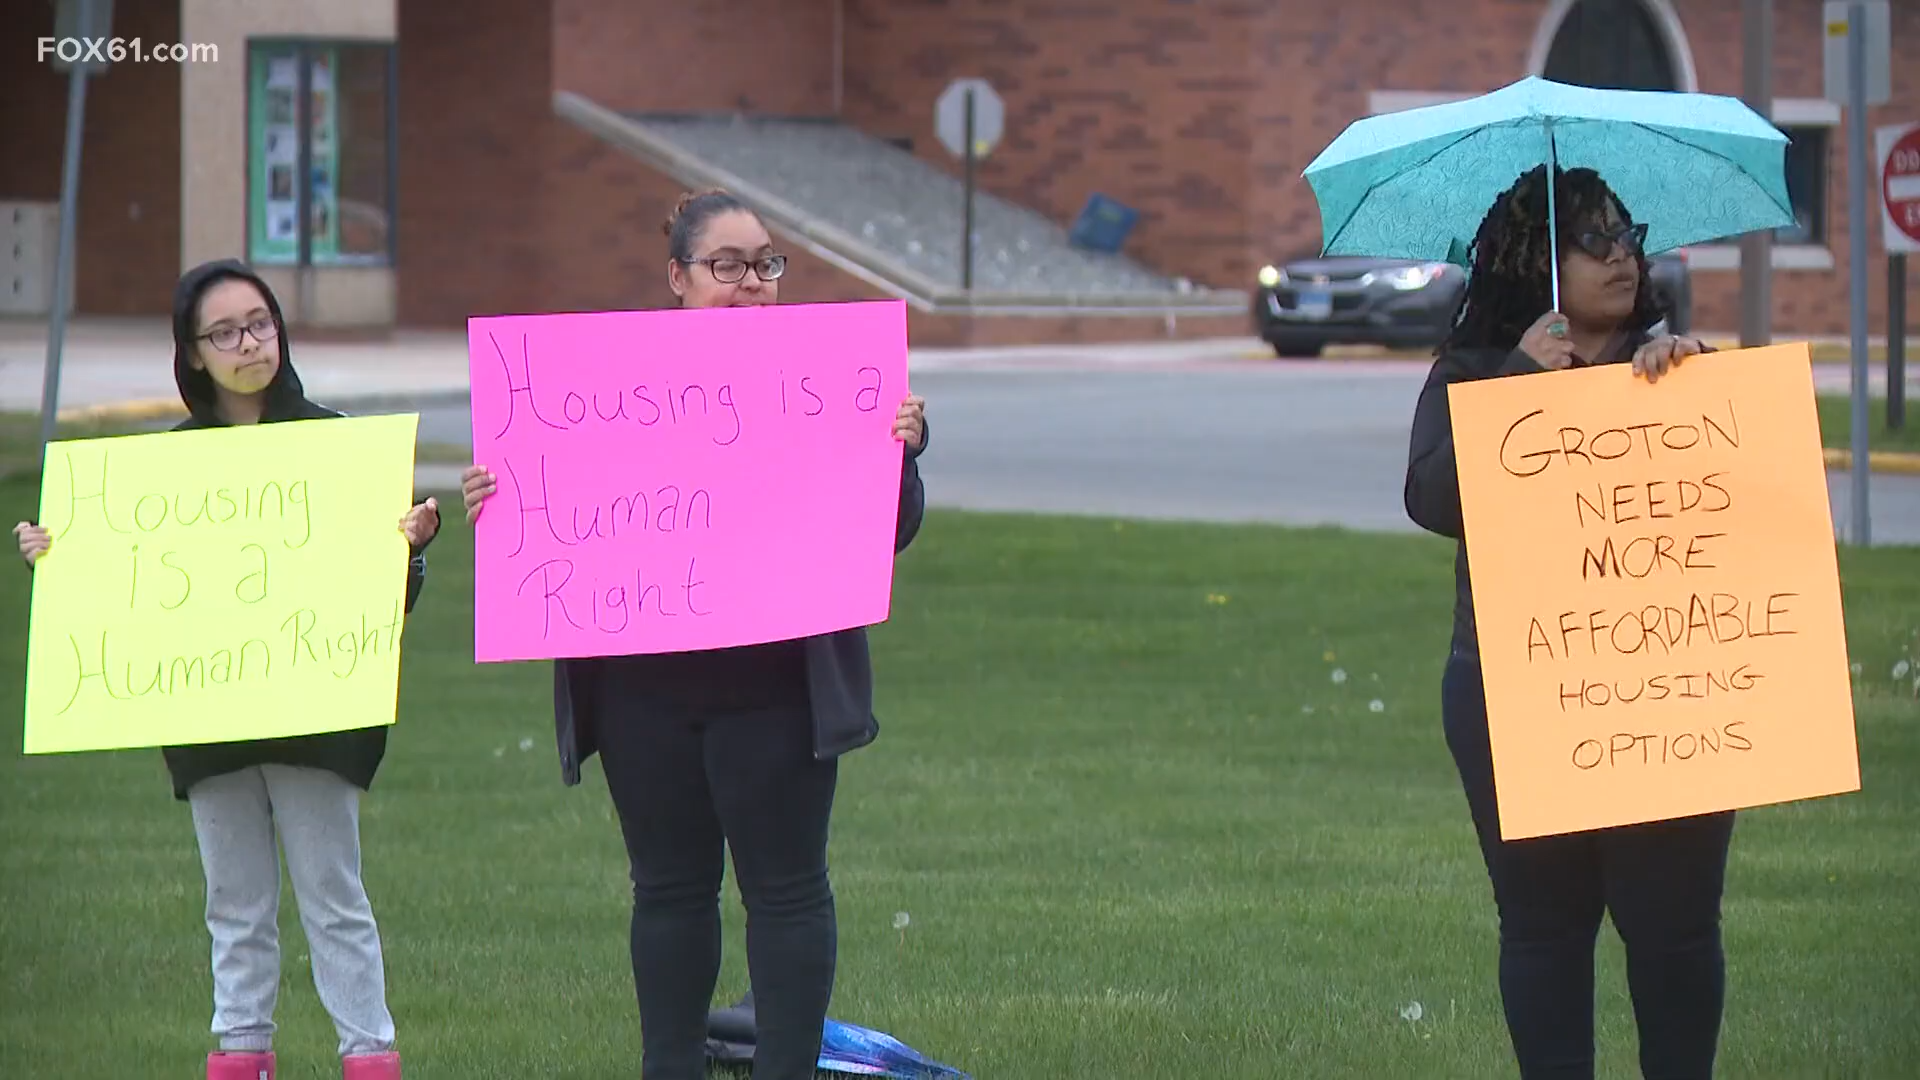 FOX61.com
Housing
is a
Human Right
Housing is a
Human
Right
GROTON
NEEDS
MORE
AFFORDABLE
HOUSING
OPTIONS